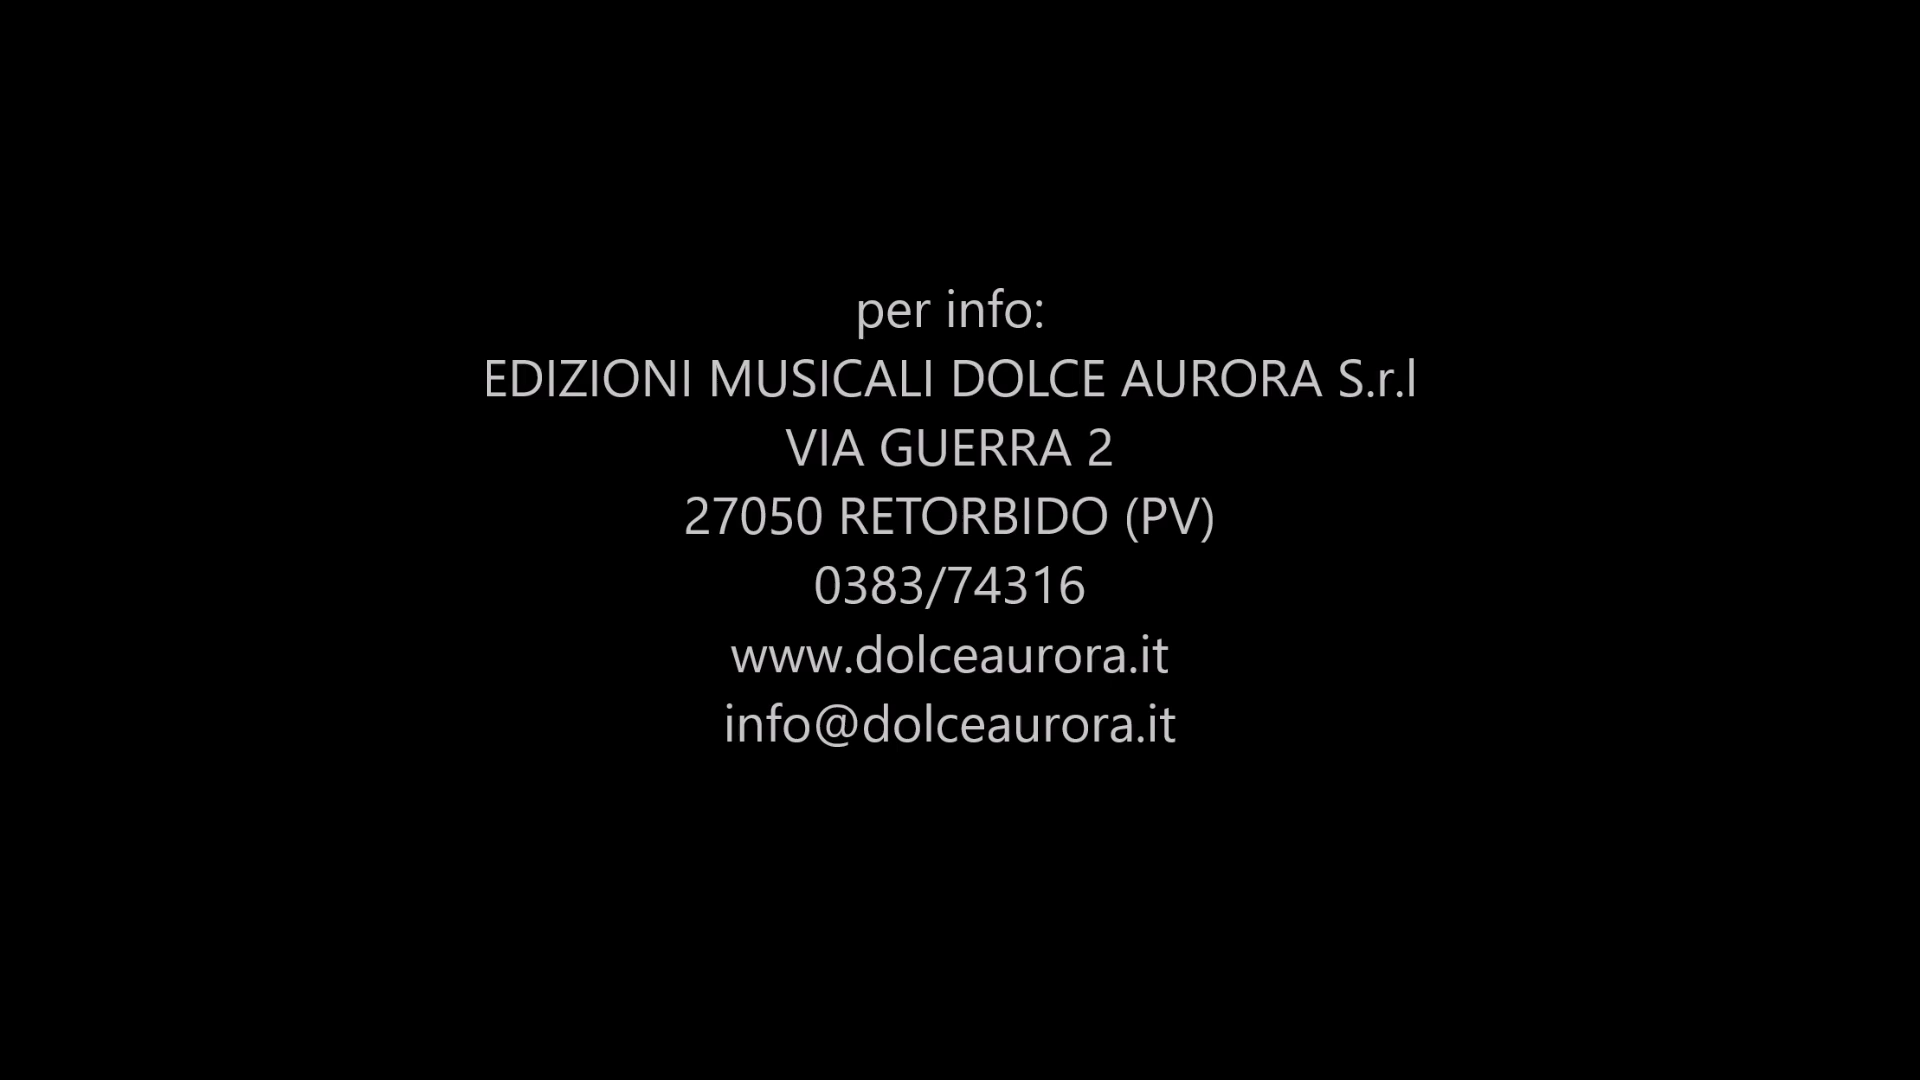 per info:
EDIZIONI MUSICALI DOLCE AURORA S.r.l
VIA GUERRA 2
27050 RETORBIDO (PV)
0383/74316
www.dolceaurora.it
info@dolceaurora.it